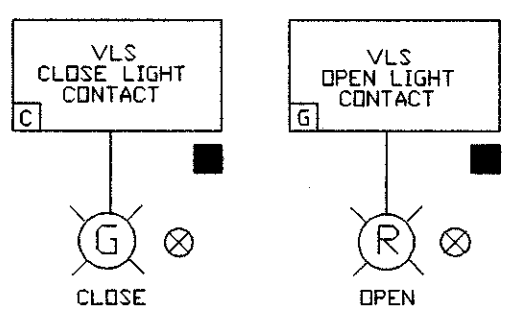 VLS
CLOSE LIGHT
CONTACT
C
G
CLOSE
VLS
OPEN LIGHT
CONTACT
G
R
OPEN